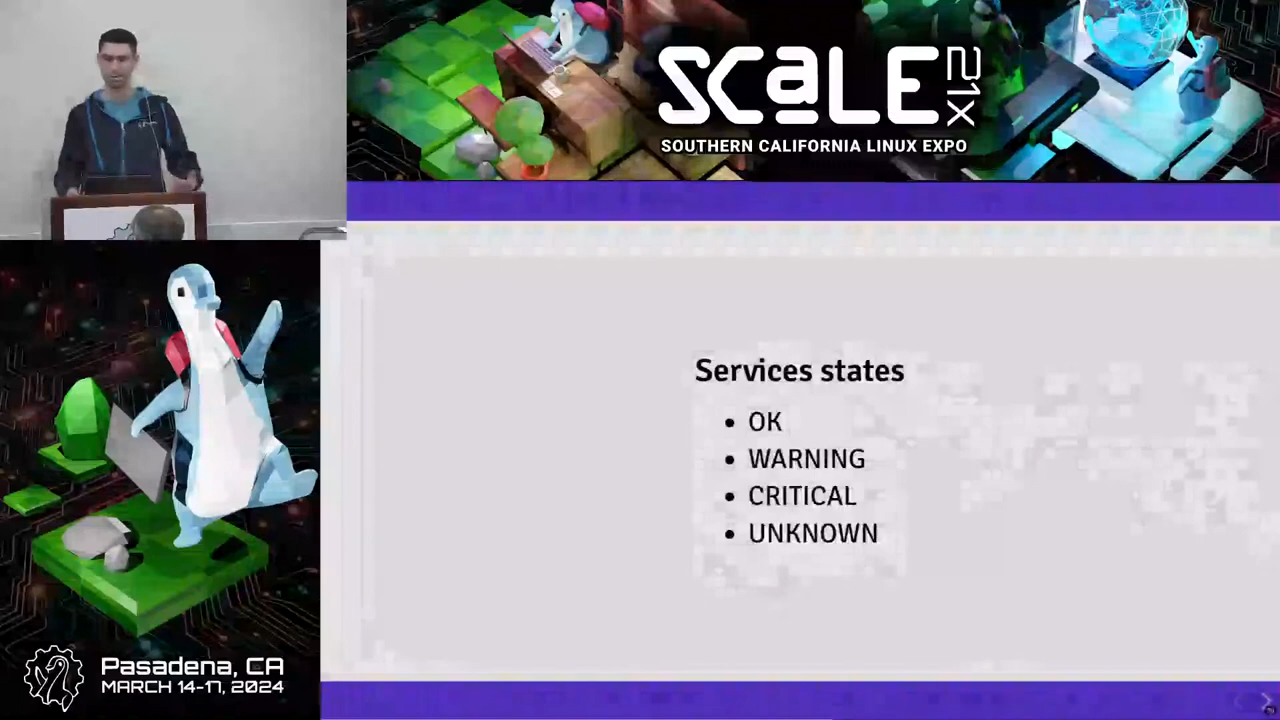 SCaLE 21X
SOUTHERN CALIFORNIA LINUX EXPO
Services states
• OK
• WARNING
• CRITICAL
• UNKNOWN
Pasadena, CA
MARCH 14-17, 2024